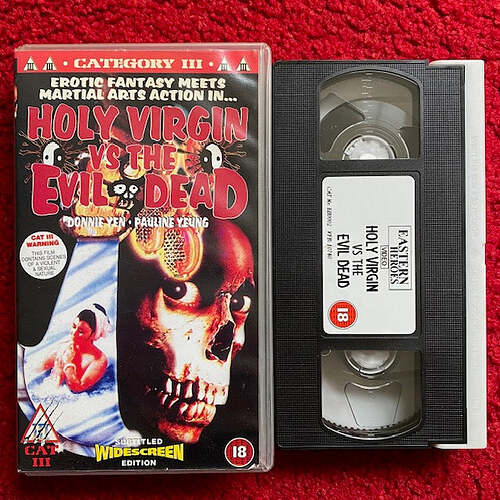 CATEGORY III
EROTIC FANTASY MEETS
MARTIAL ARTS ACTION IN...
HOLY VIRGIN
VS THE
EVIL DEAD
DONNIE YEN · PAULINE YEUNG
CAT III
WARNING
THIS FILM
CONTAINS SCENES
OF A VIOLENT
& SEXUAL
NATURE
CAT
III
SUBTITLED
WIDESCREEN
EDITION
18
EASTERN
HEROES
VIDEO
HOLY VIRGIN
VS THE
EVIL DEAD
18